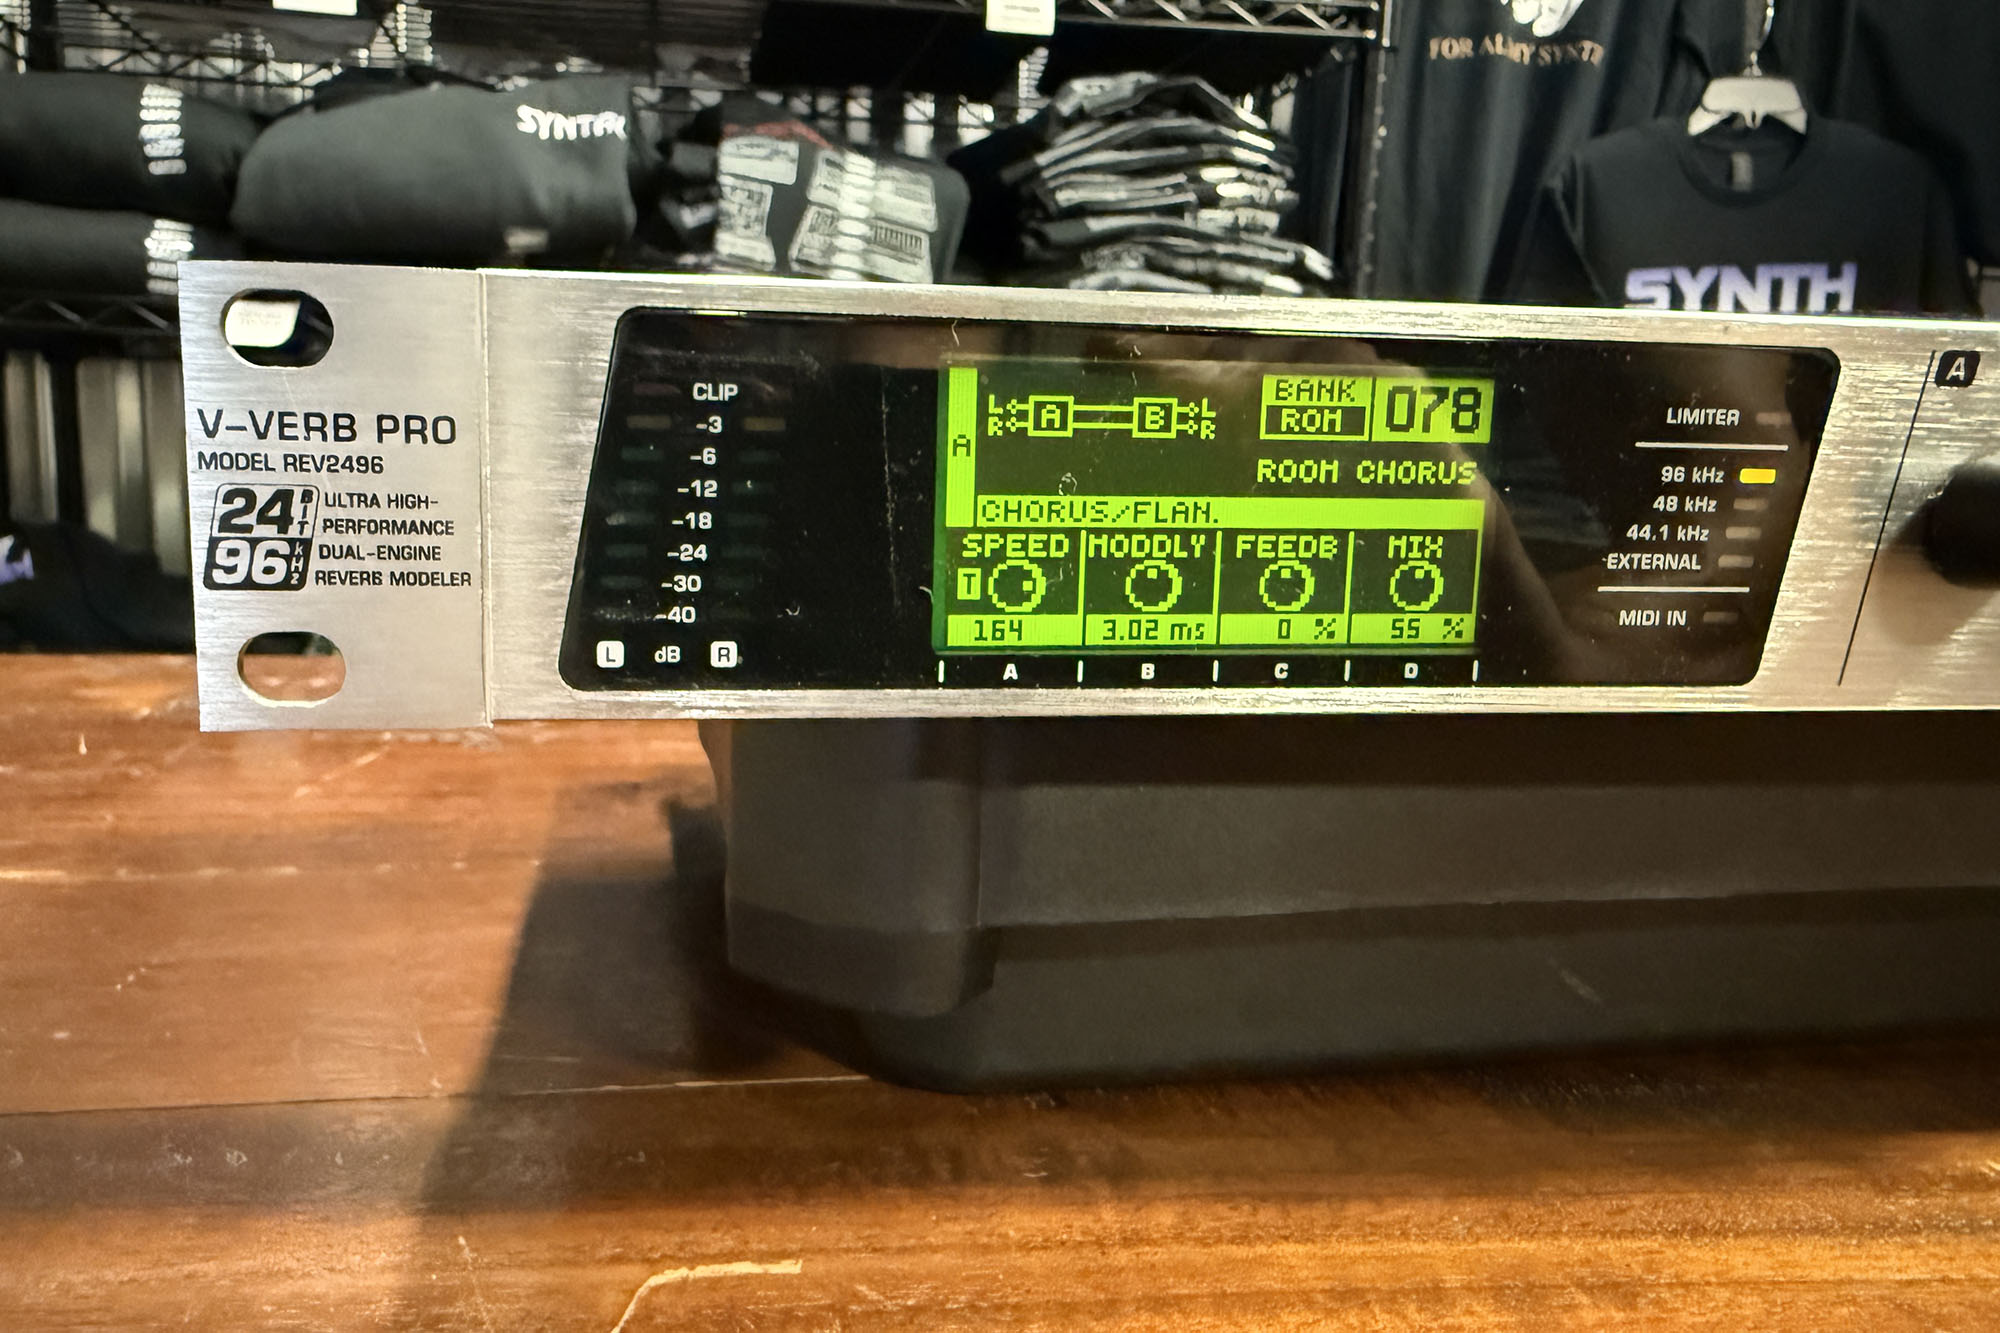 FOR
SYNTH
V-VERB PRO
MODEL REV2496
24 BIT
96 kHz
ULTRA HIGH-
PERFORMANCE
DUAL-ENGINE
REVERB MODELER
CLIP
-3
-6
-12
-18
-24
-30
-40
L dB R
A
L A B L
R R
BANK
ROM
078
ROOM CHORUS
CHORUS/FLAN.
SPEED MODDLY FEEDB MIX
T
164 3.02 ms 0 % 55 %
A B C D
LIMITER
96 kHz
48 kHz
44.1 kHz
EXTERNAL
MIDI IN
A